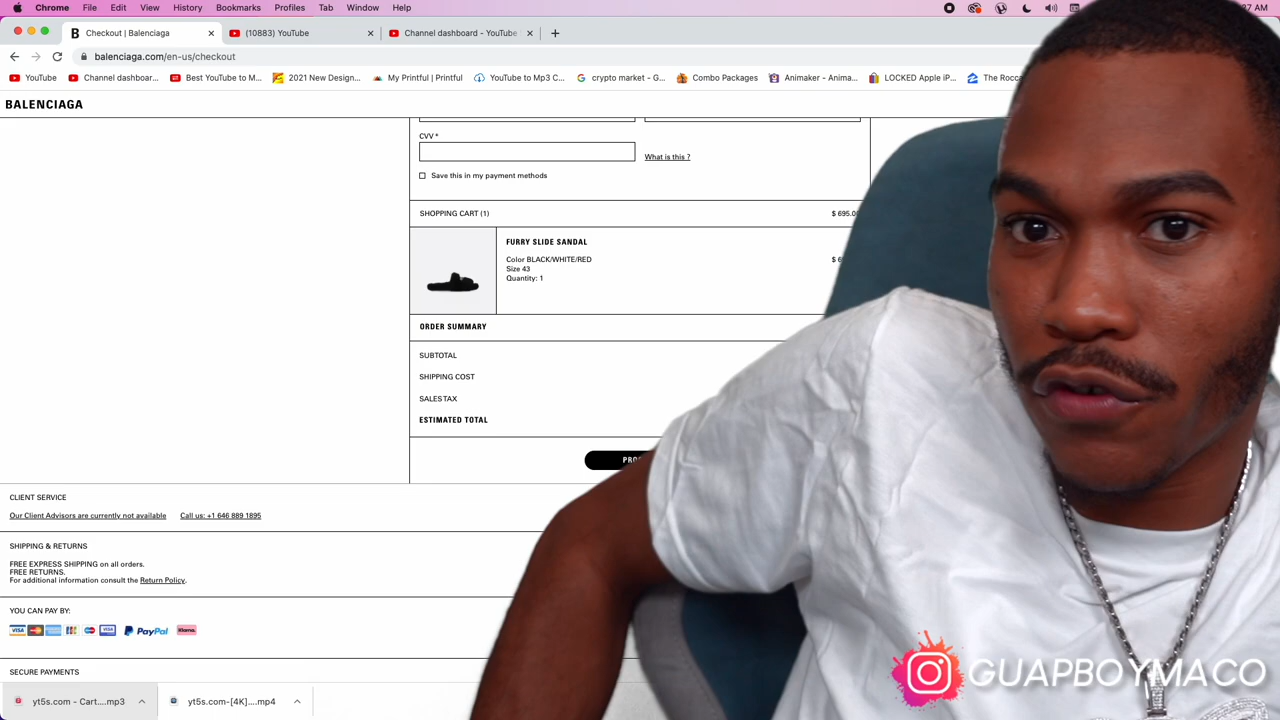 Chrome File Edit View History Bookmarks Profiles Tab Window Help
Checkout | Balenciaga
(10883) YouTube
Channel dashboard - YouTube
balenciaga.com/en-us/checkout
YouTube
Channel dashboar...
Best YouTube to M...
2021 New Design...
My Printful | Printful
YouTube to Mp3 C...
crypto market - G...
Combo Packages
Animaker - Anima...
LOCKED Apple iP...
The Rocca
BALENCIAGA
CVV *
What is this ?
Save this in my payment methods
SHOPPING CART (1) $ 695.0
FURRY SLIDE SANDAL
Color BLACK/WHITE/RED $ 6
Size 43
Quantity: 1
ORDER SUMMARY
SUBTOTAL
SHIPPING COST
SALES TAX
ESTIMATED TOTAL
CLIENT SERVICE
Our Client Advisors are currently not available Call us: +1 646 889 1895
SHIPPING & RETURNS
FREE EXPRESS SHIPPING on all orders.
FREE RETURNS.
For additional information consult the Return Policy.
YOU CAN PAY BY:
VISA PayPal Klarna.
SECURE PAYMENTS
yt5s.com - Cart....mp3
yt5s.com-[4K]....mp4
GUAPBOYMACO